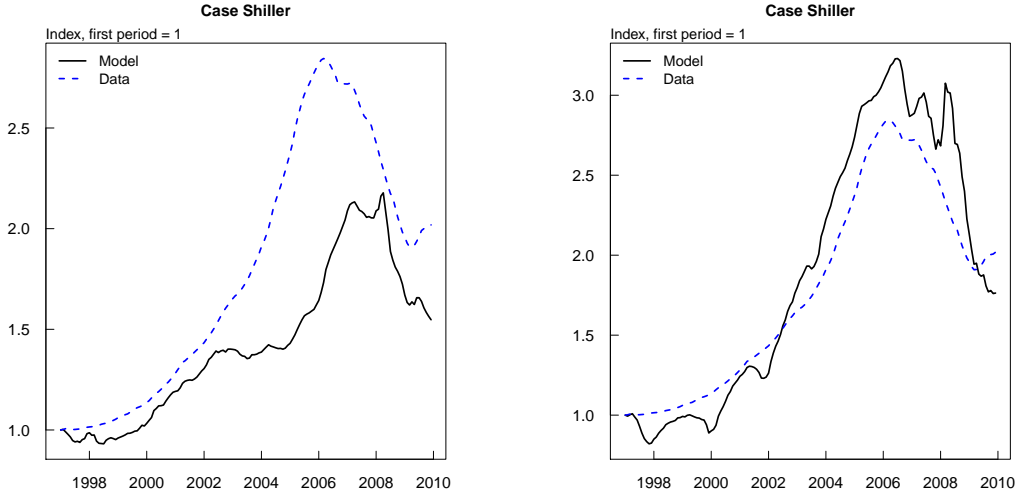 Case Shiller
Index, first period = 1
Model
Data
2.5
2.0
1.5
1.0
1998 2000 2002 2004 2006 2008 2010
Case Shiller
Index, first period = 1
Model
Data
3.0
2.5
2.0
1.5
1.0
1998 2000 2002 2004 2006 2008 2010